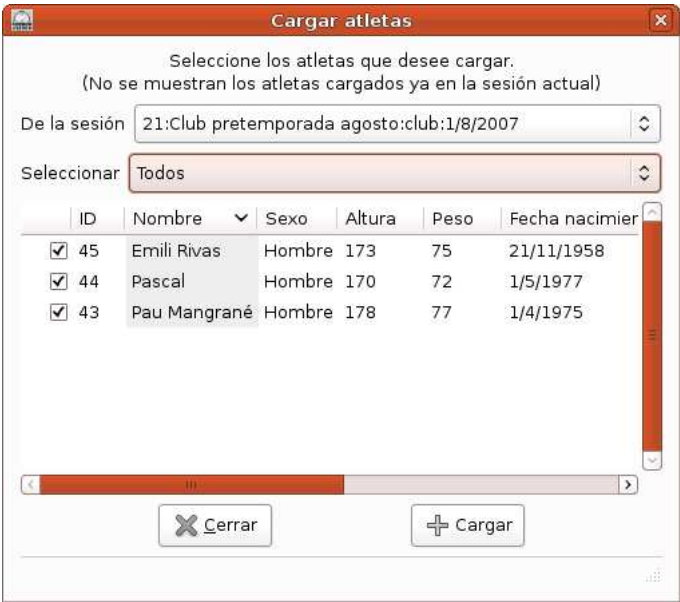 Cargar atletas
Seleccione los atletas que desee cargar.
(No se muestran los atletas cargados ya en la sesión actual)
De la sesión 21:Club pretemporada agosto:club:1/8/2007
Seleccionar Todos
ID Nombre Sexo Altura Peso Fecha nacimier
45 Emili Rivas Hombre 173 75 21/11/1958
44 Pascal Hombre 170 72 1/5/1977
43 Pau Mangrané Hombre 178 77 1/4/1975
Cerrar Cargar